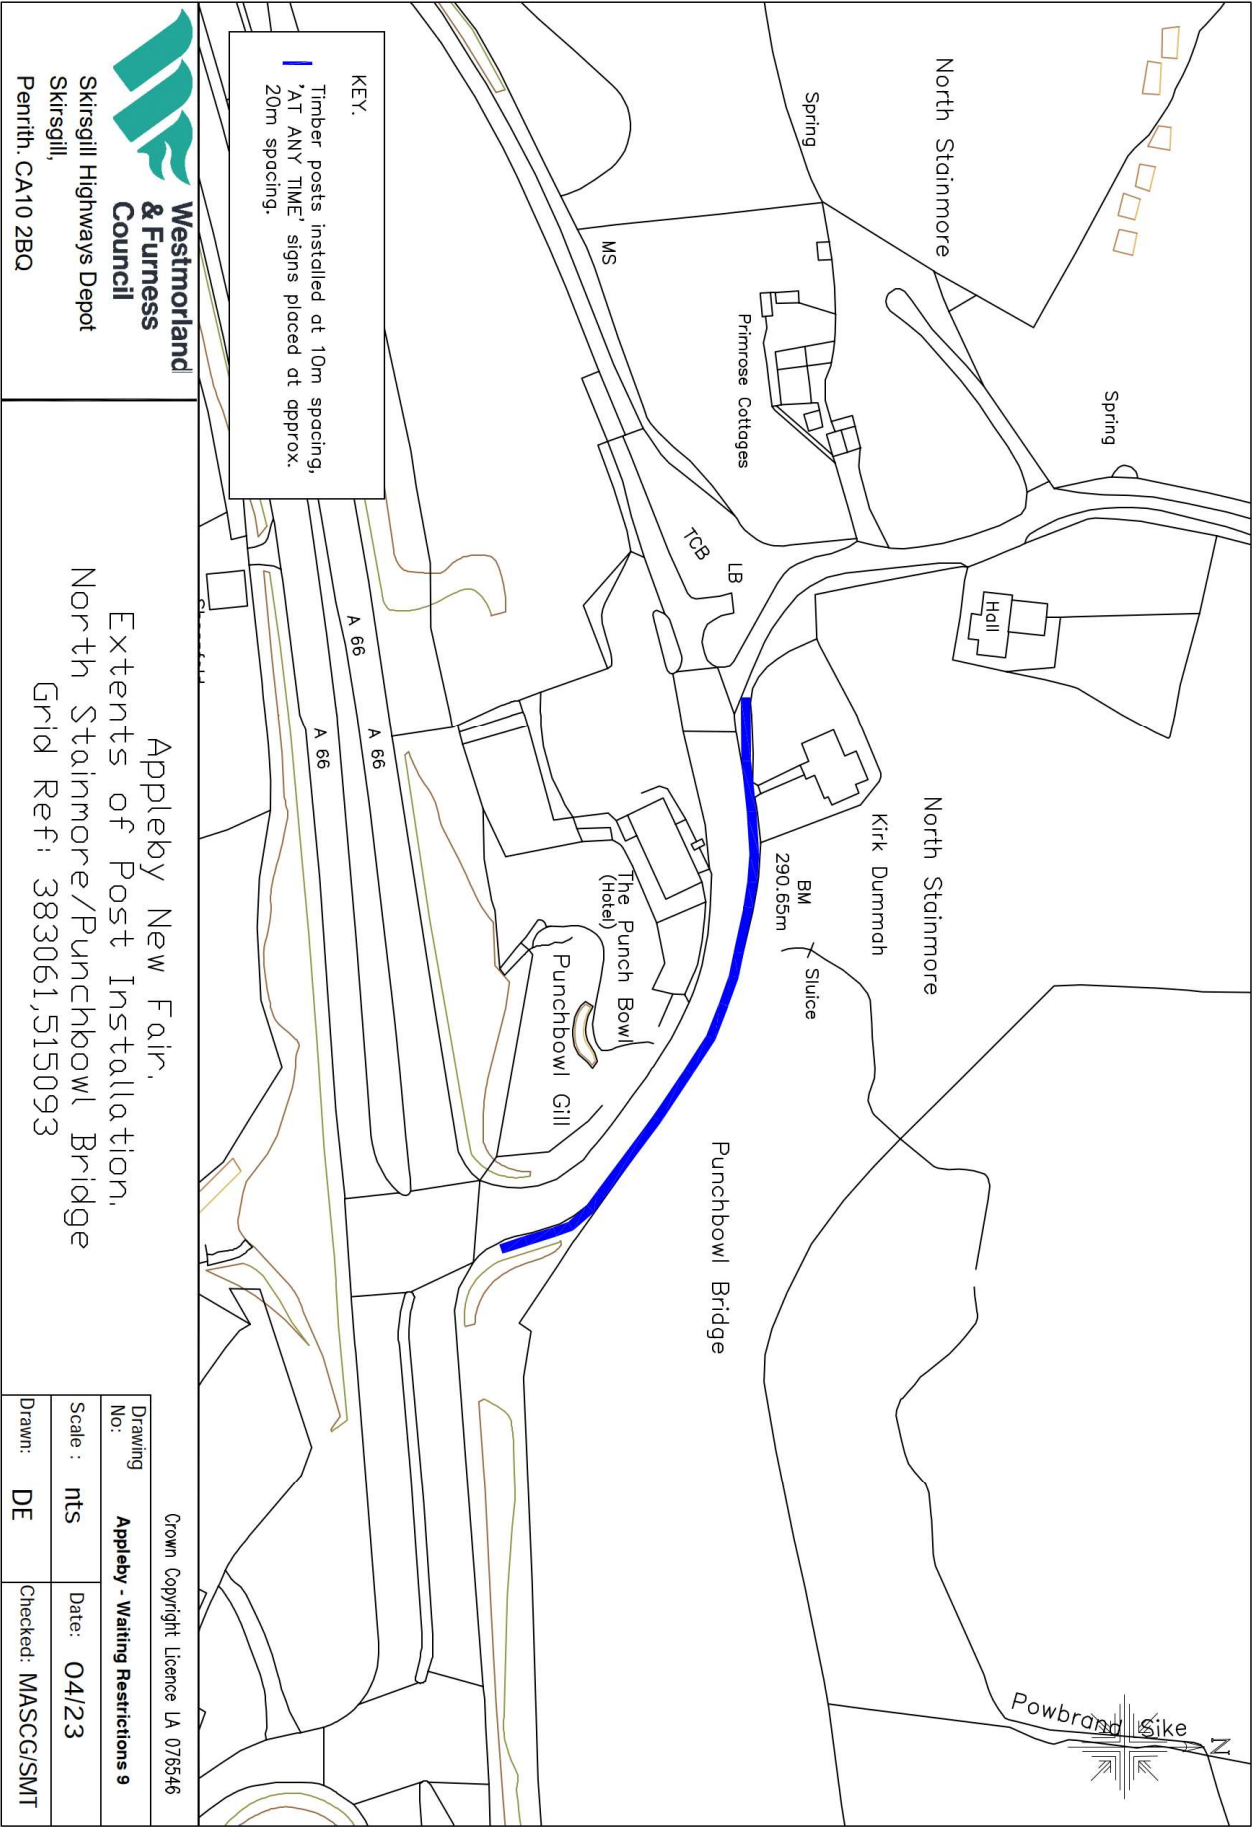 North Stainmore
Spring
Spring
MS
Primrose Cottages
TCB
LB
Hall
North Stainmore
Kirk Dummah
BM
290.65m
Sluice
The Punch Bowl
(Hotel)
Punchbowl Gill
Punchbowl Bridge
Powbrand Sike
N
A 66
A 66
A 66
KEY.
Timber posts installed at 10m spacing,
'AT ANY TIME' signs placed at approx.
20m spacing.
Westmorland
& Furness
Council
Skirsgill Highways Depot
Skirsgill,
Penrith. CA10 2BQ
Appleby New Fair.
Extents of Post Installation.
North Stainmore/Punchbowl Bridge
Grid Ref: 383061,515093
Crown Copyright Licence LA 076546
Drawing
No: Appleby - Waiting Restrictions 9
Scale : nts Date: 04/23
Drawn: DE Checked: MASCG/SMT